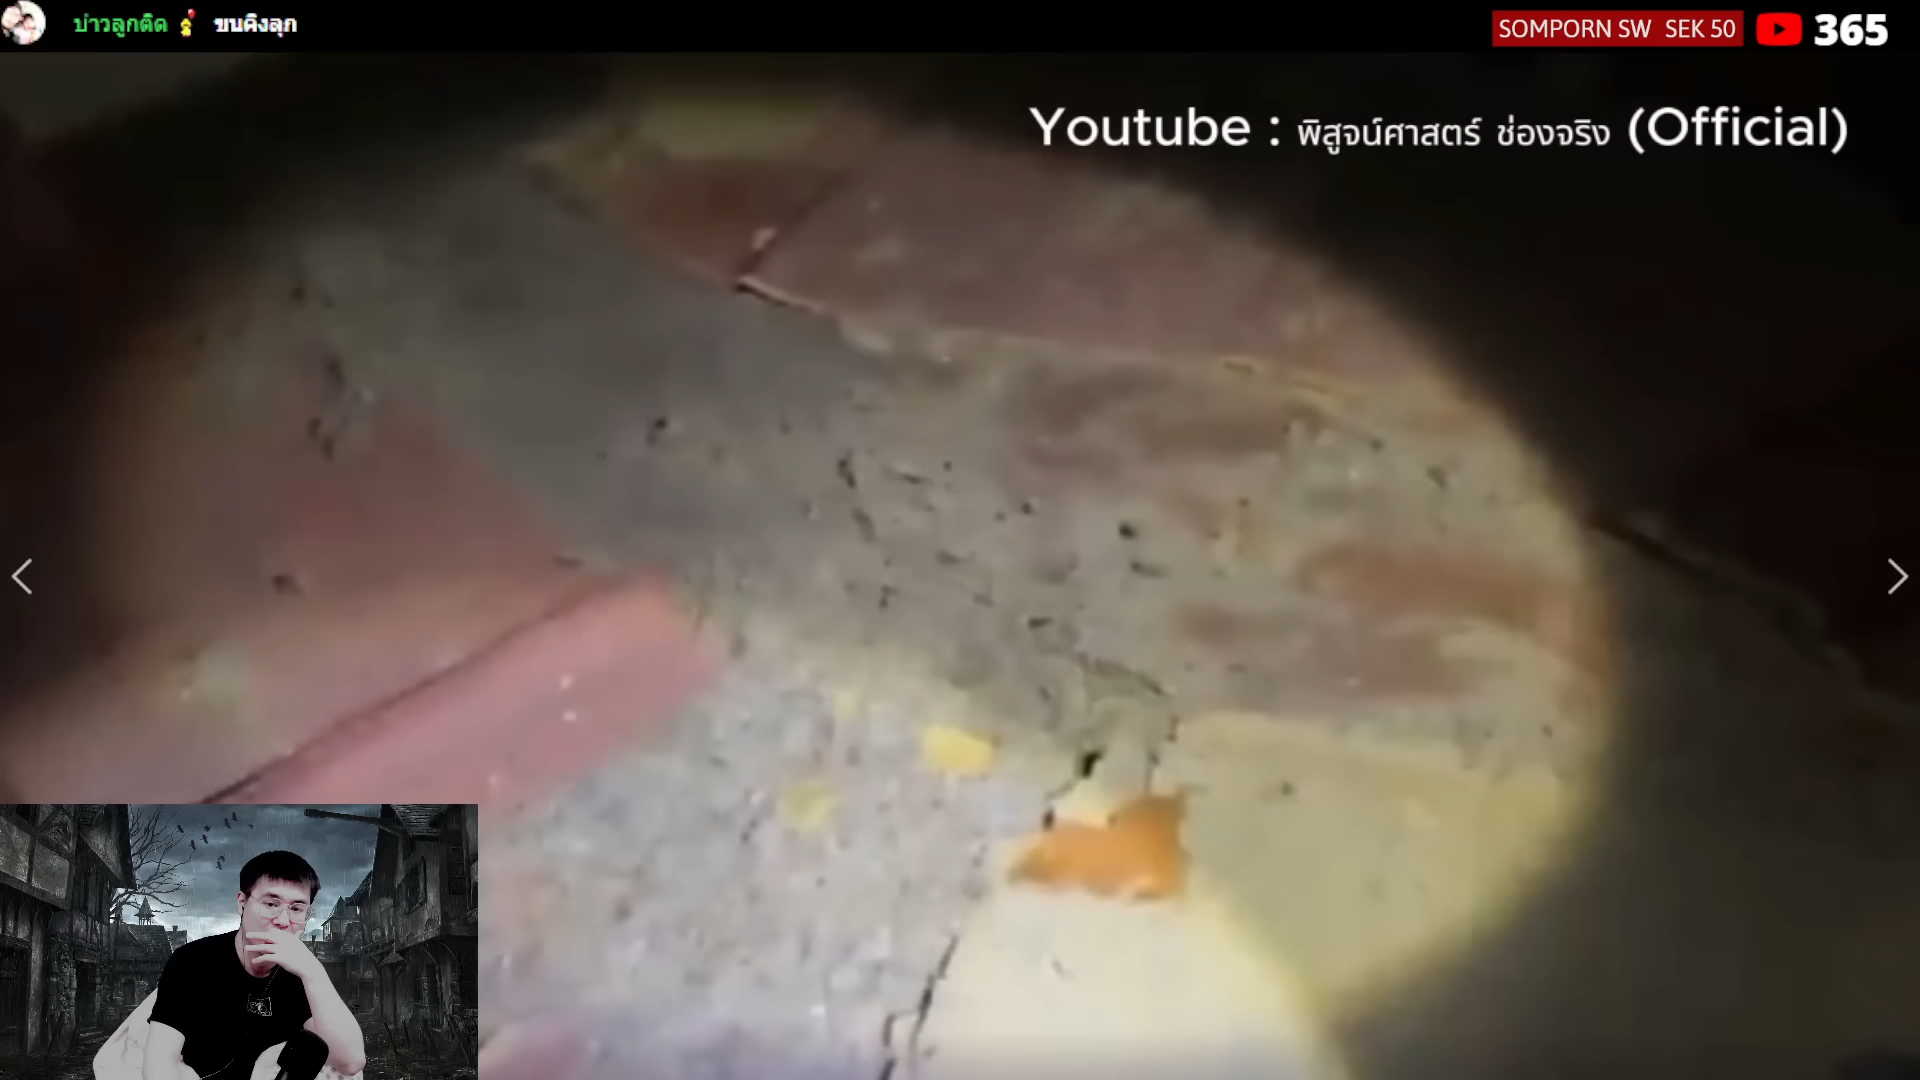 บ่าวลูกติด ขนคิงลุก
SOMPORN SW SEK 50
365
Youtube : พิสูจน์ศาสตร์ ช่องจริง (Official)